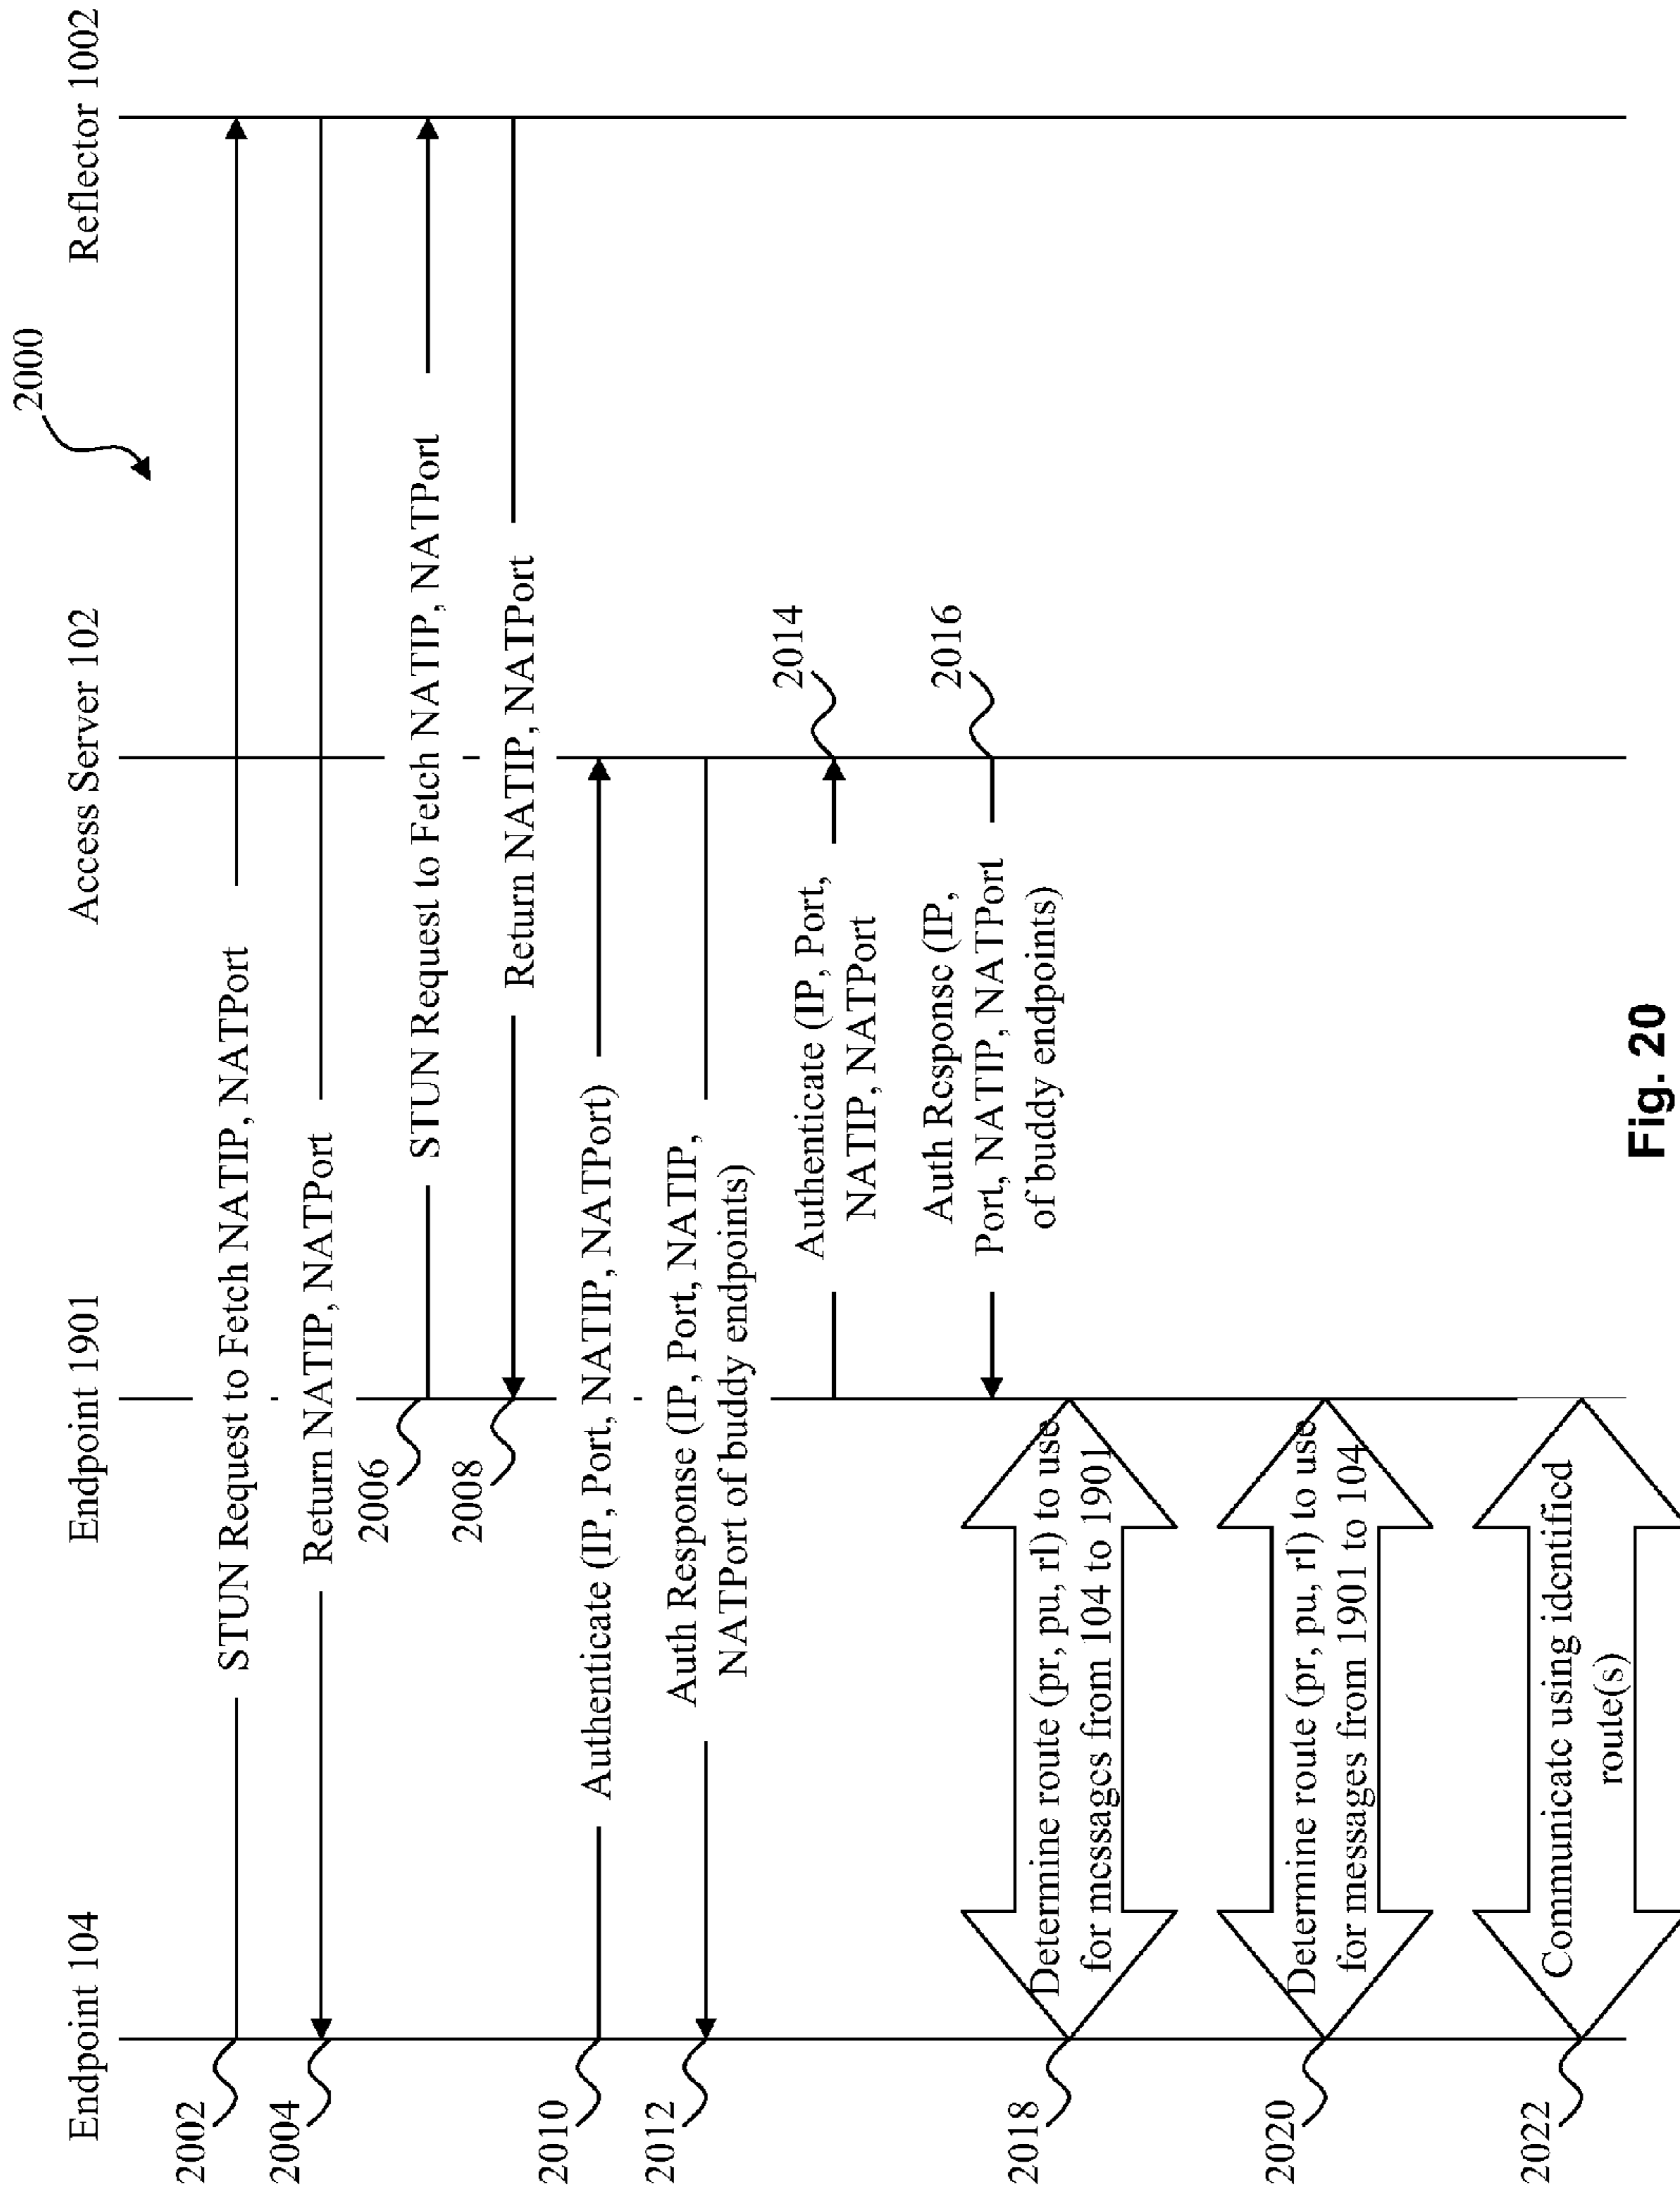 2000
Endpoint 104
Endpoint 1901
Access Server 102
Reflector 1002
2002
STUN Request to Fetch NATIP, NATPort
2004
Return NATIP, NATPort
2006
STUN Request to Fetch NATIP, NATPort
2008
Return NATIP, NATPort
2010
Authenticate (IP, Port, NATIP, NATPort)
2012
Auth Response (IP, Port, NATIP,
NATPort of buddy endpoints)
2014
Authenticate (IP, Port,
NATIP, NATPort
2016
Auth Response (IP,
Port, NATIP, NATPort
of buddy endpoints)
2018
Determine route (pr, pu, rl) to use
for messages from 104 to 1901
2020
Determine route (pr, pu, rl) to use
for messages from 1901 to 104
2022
Communicate using identified
route(s)
Fig. 20